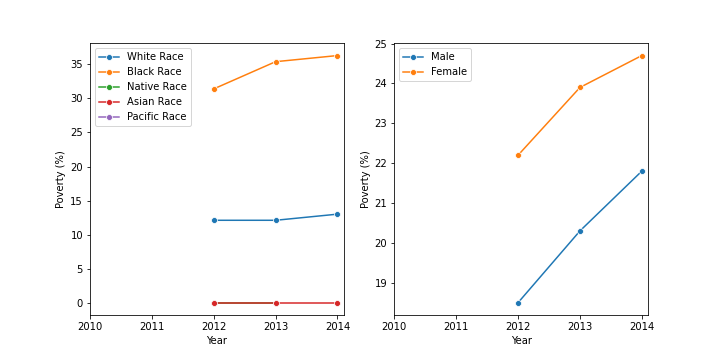 White Race
Black Race
Native Race
Asian Race
Pacific Race
35
30
25
20
15
10
5
0
Poverty (%)
2010 2011 2012 2013 2014
Year
Male
Female
25
24
23
22
21
20
19
Poverty (%)
2010 2011 2012 2013 2014
Year